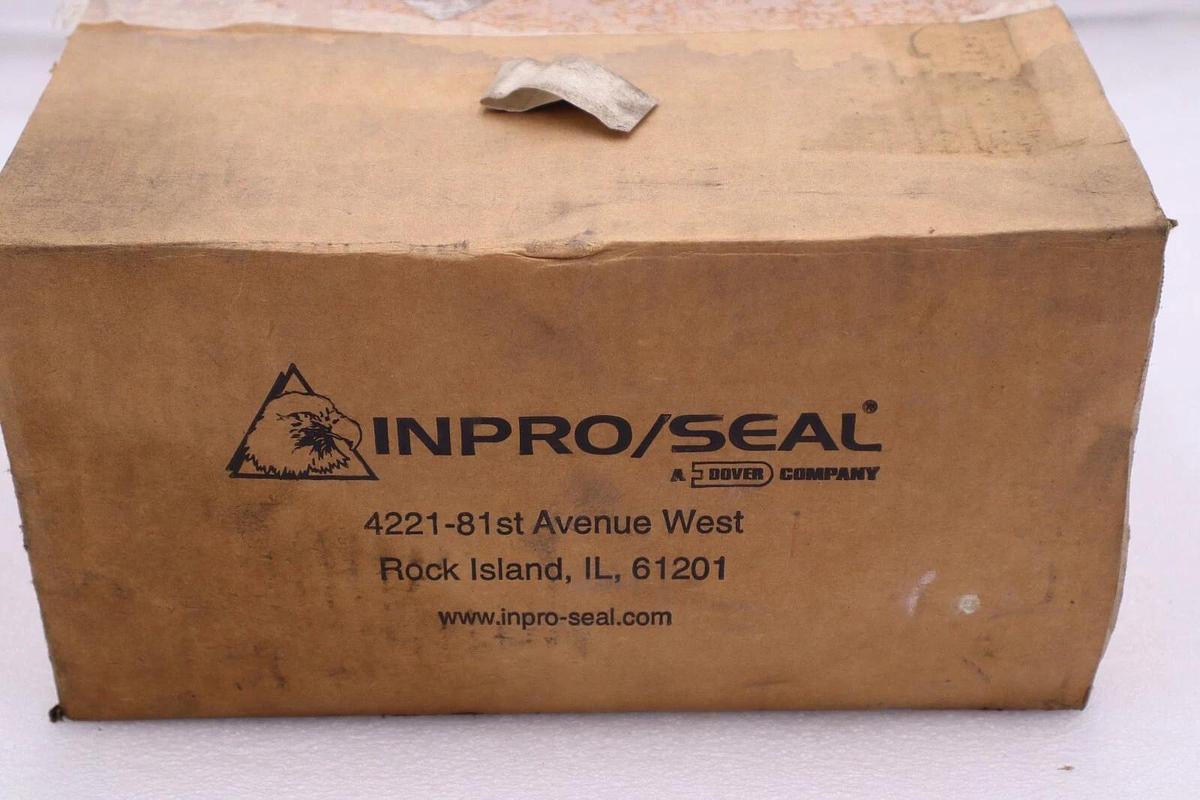 INPRO/SEAL®
A DOVER COMPANY
4221-81st Avenue West
Rock Island, IL, 61201
www.inpro-seal.com